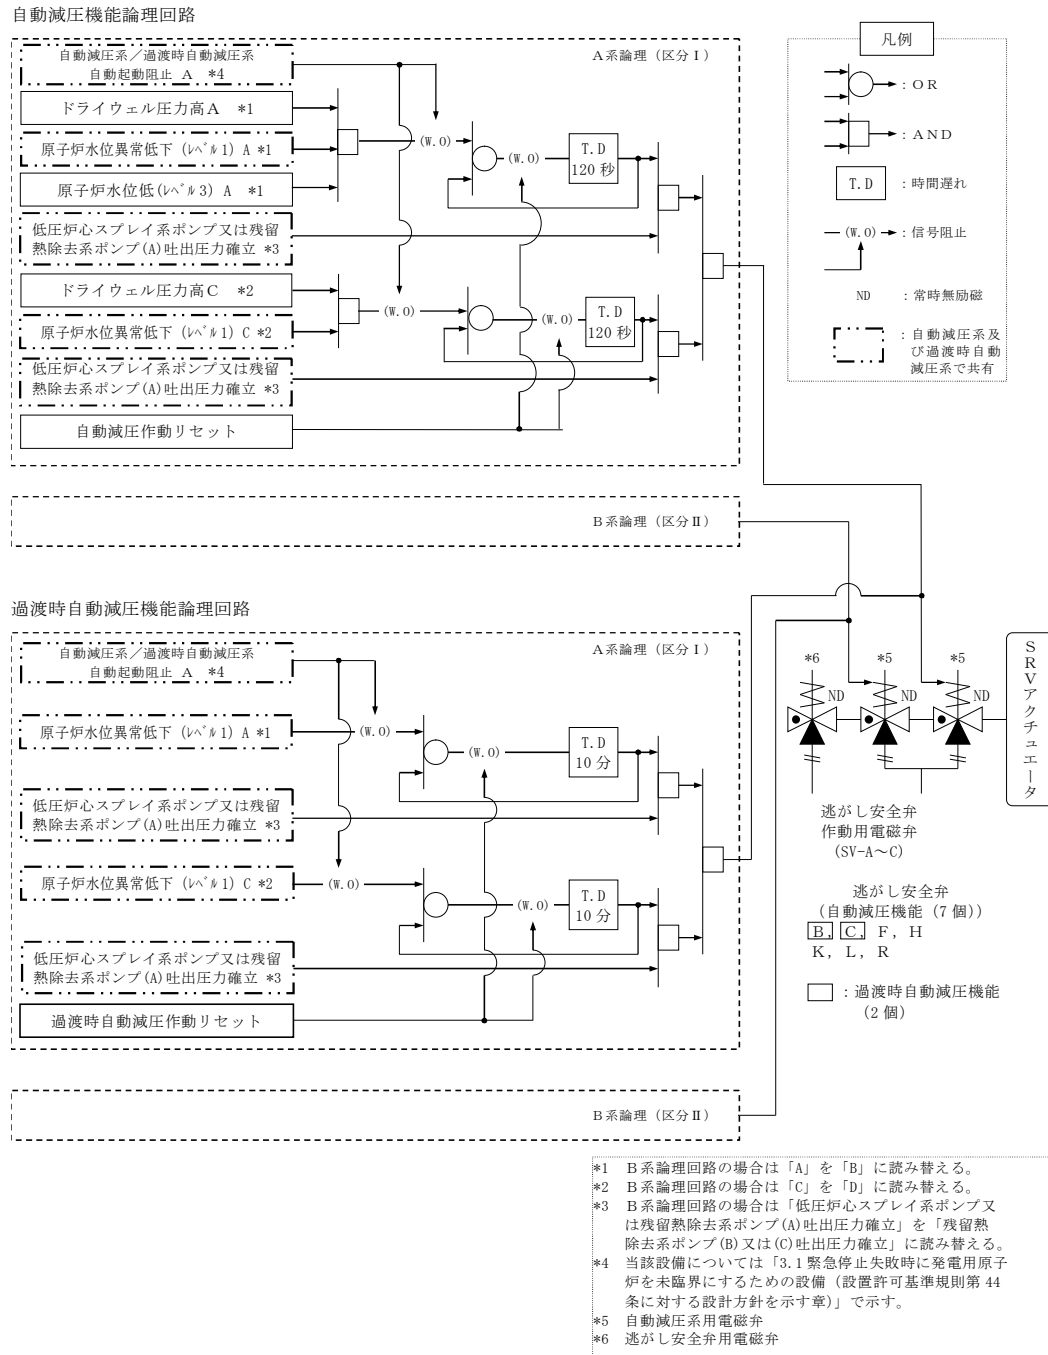 自動減圧機能論理回路
自動減圧系／過渡時自動減圧系
自動起動阻止 A *4
A系論理（区分Ⅰ）
ドライウェル圧力高A *1
原子炉水位異常低下（ﾚﾍﾞﾙ1）A *1
原子炉水位低（ﾚﾍﾞﾙ3）A *1
(W.O)
(W.O)
T.D
120秒
低圧炉心スプレイ系ポンプ又は残留
熱除去系ポンプ(A)吐出圧力確立 *3
ドライウェル圧力高C *2
原子炉水位異常低下（ﾚﾍﾞﾙ1）C *2
(W.O)
(W.O)
T.D
120秒
低圧炉心スプレイ系ポンプ又は残留
熱除去系ポンプ(A)吐出圧力確立 *3
自動減圧作動リセット
B系論理（区分Ⅱ）
凡例
：OR
：AND
T.D ：時間遅れ
(W.O) ：信号阻止
ND ：常時無励磁
：自動減圧系及
び過渡時自動
減圧系で共有
過渡時自動減圧機能論理回路
自動減圧系／過渡時自動減圧系
自動起動阻止 A *4
A系論理（区分Ⅰ）
原子炉水位異常低下（ﾚﾍﾞﾙ1）A *1
(W.O)
(W.O)
T.D
10分
低圧炉心スプレイ系ポンプ又は残留
熱除去系ポンプ(A)吐出圧力確立 *3
原子炉水位異常低下（ﾚﾍﾞﾙ1）C *2
(W.O)
(W.O)
T.D
10分
低圧炉心スプレイ系ポンプ又は残留
熱除去系ポンプ(A)吐出圧力確立 *3
過渡時自動減圧作動リセット
B系論理（区分Ⅱ）
*6 *5 *5
ND ND ND
SRVアクチュエータ
逃がし安全弁
作動用電磁弁
(SV-A～C)
逃がし安全弁
（自動減圧機能（7個））
B, C, F, H
K, L, R
：過渡時自動減圧機能
（2個）
*1 B系論理回路の場合は「A」を「B」に読み替える。
*2 B系論理回路の場合は「C」を「D」に読み替える。
*3 B系論理回路の場合は「低圧炉心スプレイ系ポンプ又
は残留熱除去系ポンプ(A)吐出圧力確立」を「残留熱
除去系ポンプ(B)又は(C)吐出圧力確立」に読み替える。
*4 当該設備については「3.1緊急停止失敗時に発電用原子
炉を未臨界にするための設備（設置許可基準規則第44
条に対する設計方針を示す章）」で示す。
*5 自動減圧系用電磁弁
*6 逃がし安全弁用電磁弁